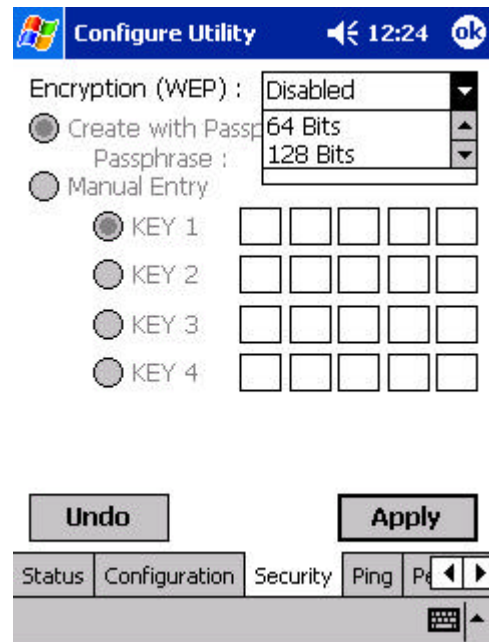 Configure Utility 12:24 ok
Encryption (WEP) : Disabled
Create with Passp 64 Bits
Passphrase : 128 Bits
Manual Entry
KEY 1
KEY 2
KEY 3
KEY 4
Undo Apply
Status Configuration Security Ping Pe